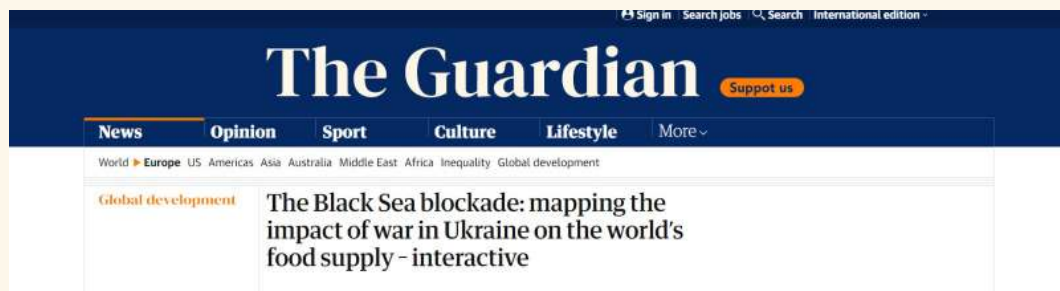 Sign in Search jobs Search International edition
The Guardian
Suppot us
News Opinion Sport Culture Lifestyle More
World Europe US Americas Asia Australia Middle East Africa Inequality Global development
Global development
The Black Sea blockade: mapping the
impact of war in Ukraine on the world's
food supply - interactive